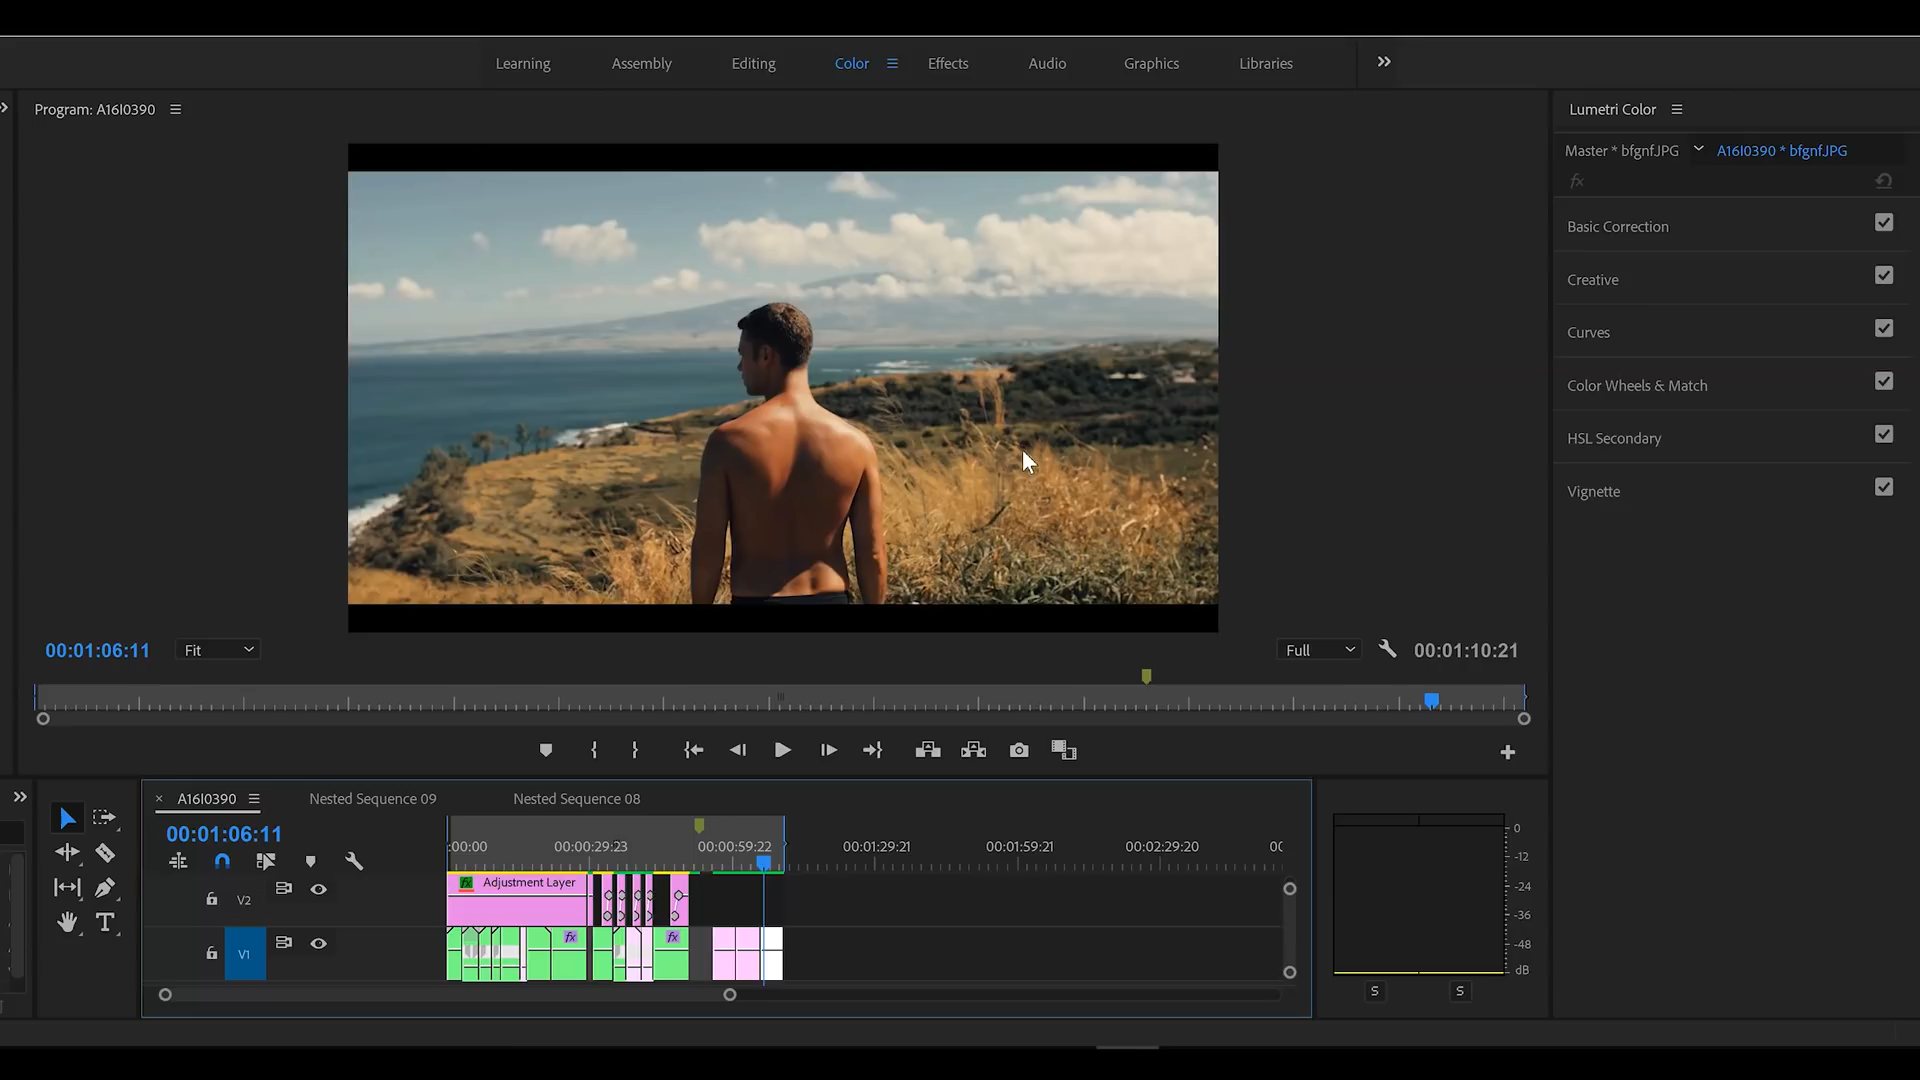 Learning Assembly Editing Color Effects Audio Graphics Libraries
Program: A16I0390
Lumetri Color
Master * bfgnf.JPG A16I0390 * bfgnf.JPG
fx
Basic Correction
Creative
Curves
Color Wheels & Match
HSL Secondary
Vignette
00:01:06:11 Fit Full 00:01:10:21
× A16I0390 Nested Sequence 09 Nested Sequence 08
00:01:06:11
:00:00 00:00:29:23 00:00:59:22 00:01:29:21 00:01:59:21 00:02:29:20 00
fx Adjustment Layer
V2
V1
fx fx
0
-12
-24
-36
-48
dB
S S